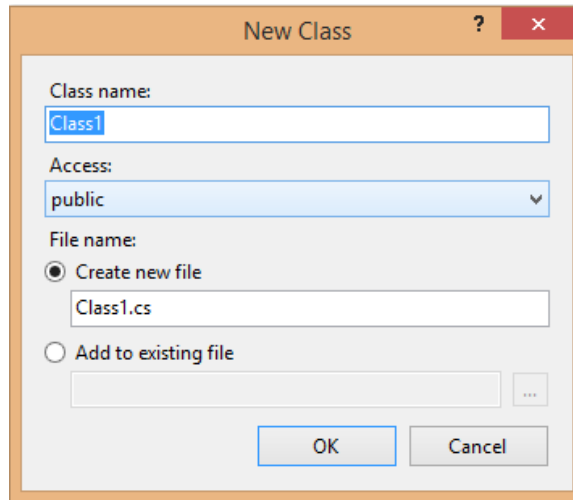 New Class
?
Class name:
Class1
Access:
public
File name:
Create new file
Class1.cs
Add to existing file
...
OK Cancel